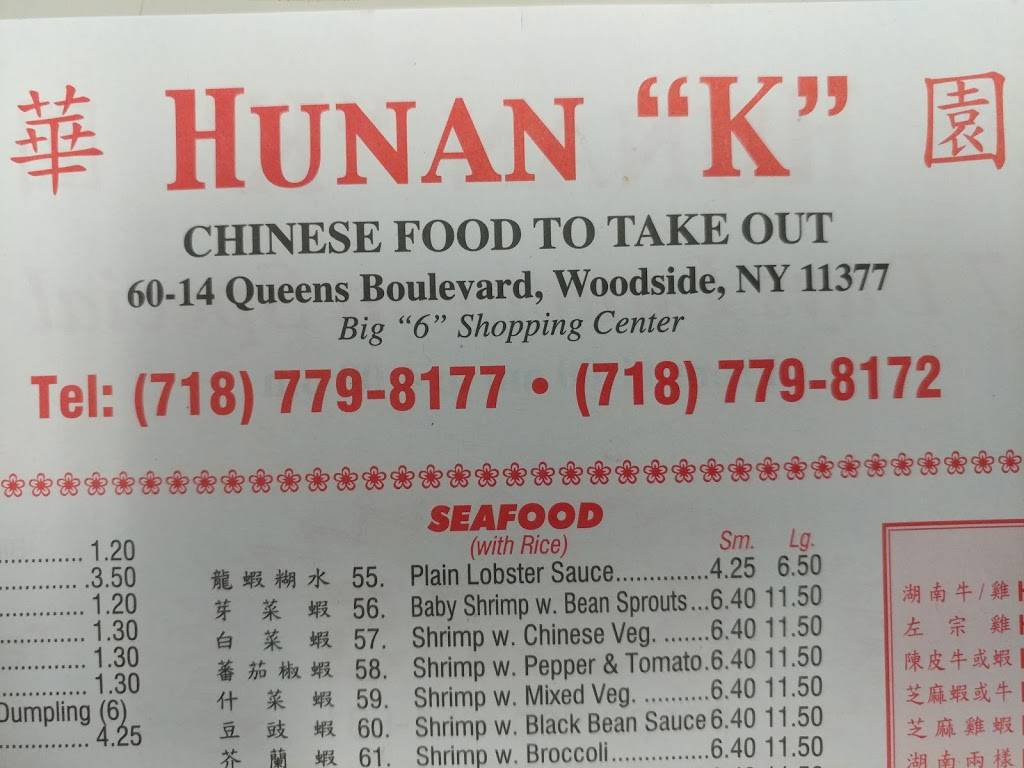 華 HUNAN “K” 園
CHINESE FOOD TO TAKE OUT
60-14 Queens Boulevard, Woodside, NY 11377
Big “6” Shopping Center
Tel: (718) 779-8177 • (718) 779-8172
.............. 1.20
.............. .3.50
.............. 1.20
.............. 1.30
.............. 1.30
.............. 1.30
Dumpling (6)
.............. 4.25
SEAFOOD
(with Rice) Sm. Lg.
龍蝦糊水 55. Plain Lobster Sauce..............4.25 6.50
芽菜蝦 56. Baby Shrimp w. Bean Sprouts...6.40 11.50
白菜蝦 57. Shrimp w. Chinese Veg. .......6.40 11.50
蕃茄椒蝦 58. Shrimp w. Pepper & Tomato.6.40 11.50
什菜蝦 59. Shrimp w. Mixed Veg. ...........6.40 11.50
豆豉蝦 60. Shrimp w. Black Bean Sauce 6.40 11.50
芥蘭蝦 61. Shrimp w. Broccoli...............6.40 11.50
湖南牛/雞
左宗雞
陳皮牛或蝦
芝麻蝦或牛
芝麻雞蝦
湖南兩樣